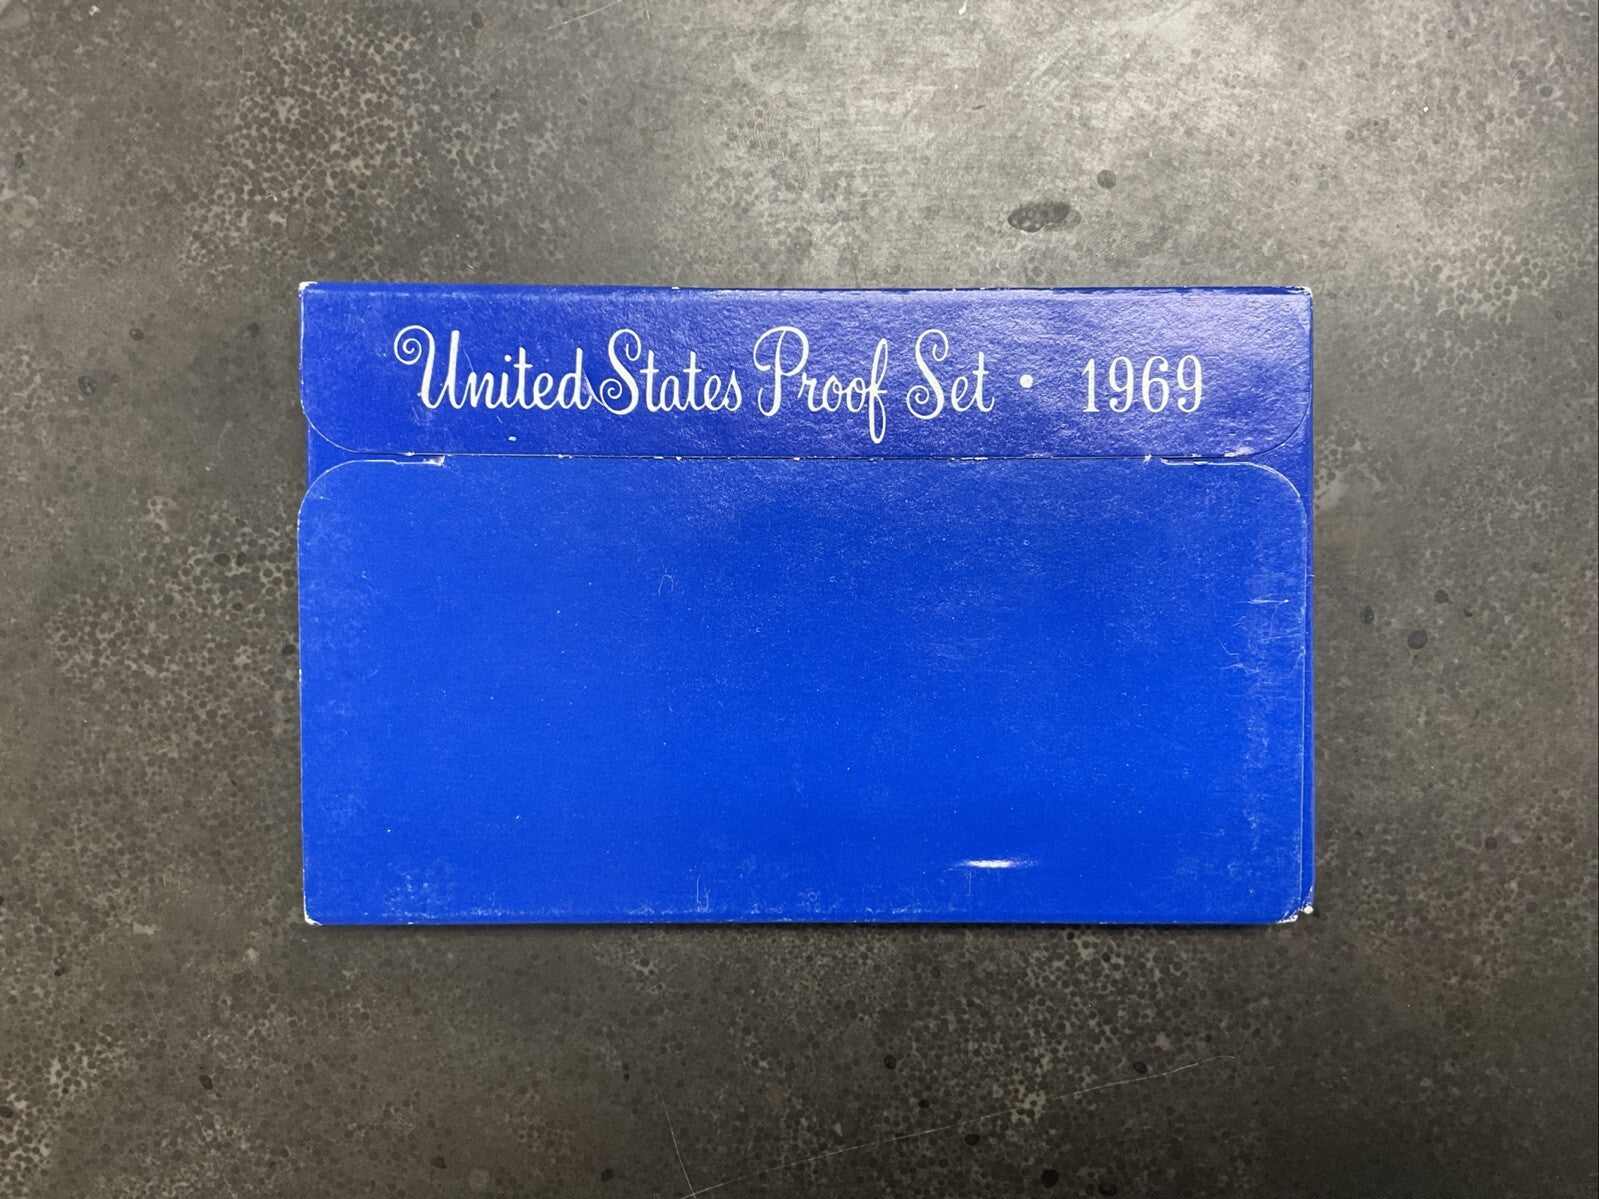 United States Proof Set • 1969